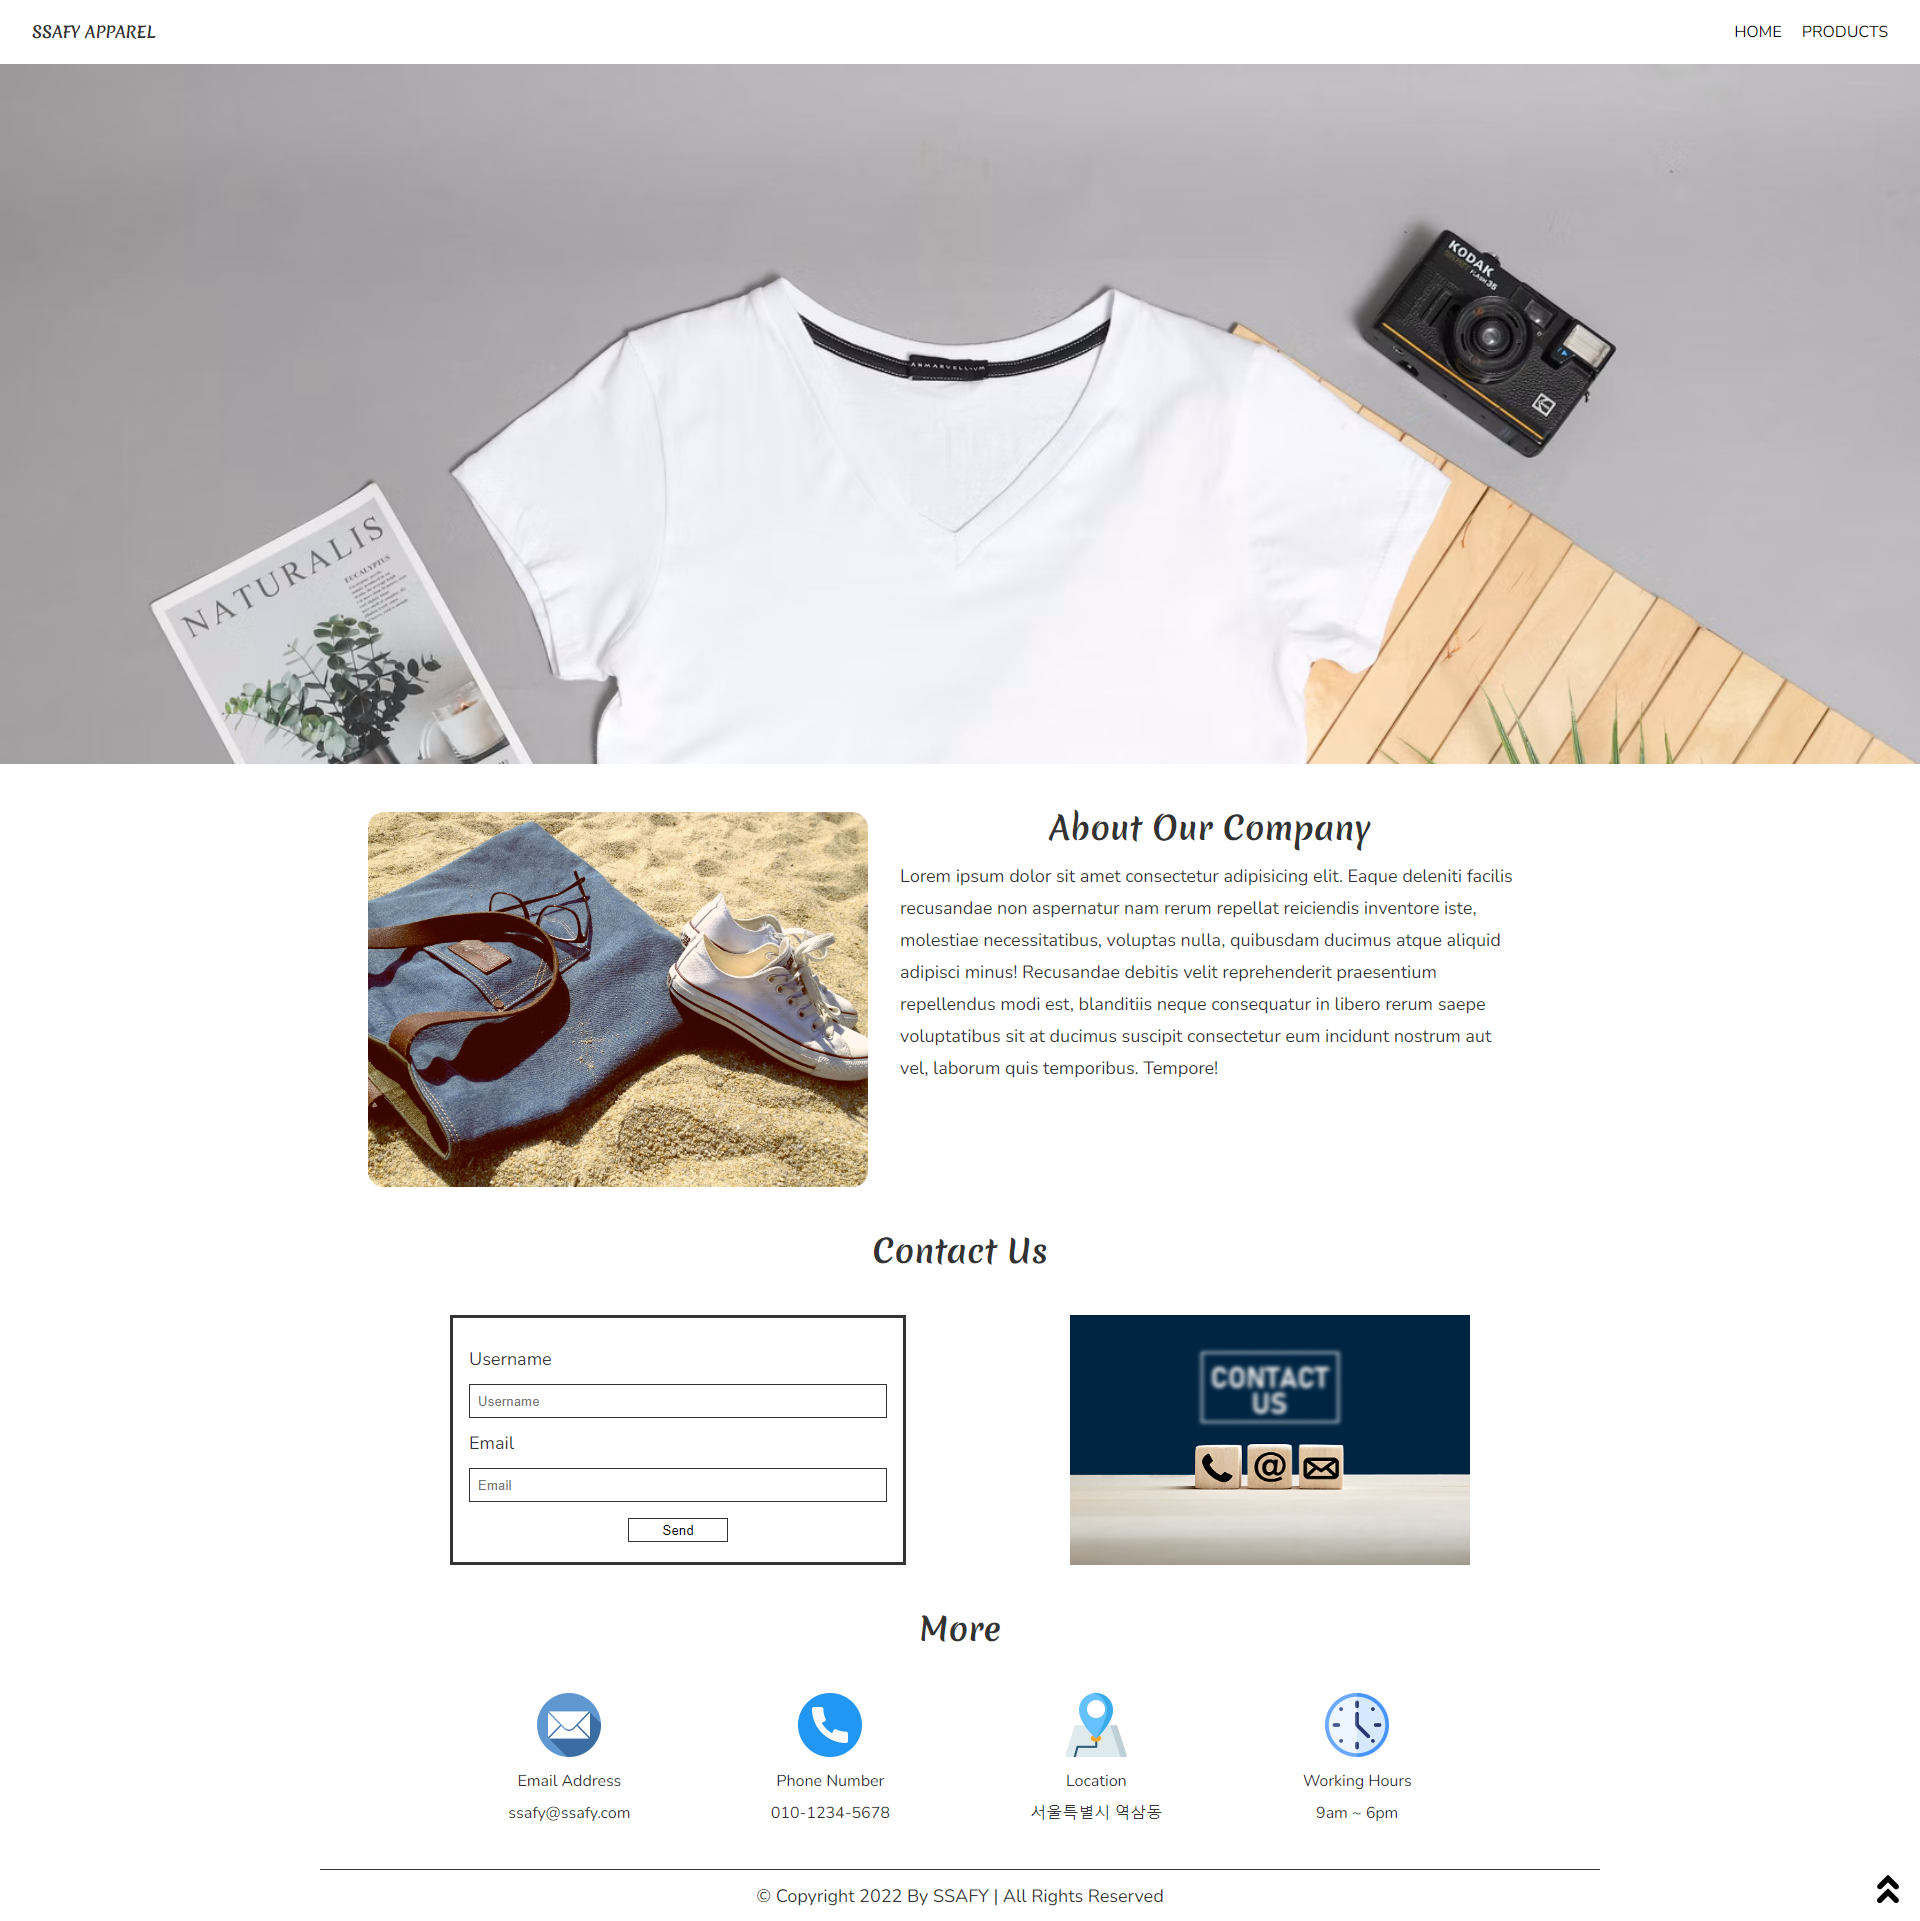 SSAFY APPAREL
HOME PRODUCTS
KODAK
FLASH 35
ANMARVELLUM
NATURALIS
EUCALYPTUS
About Our Company
Lorem ipsum dolor sit amet consectetur adipisicing elit. Eaque deleniti facilis
recusandae non aspernatur nam rerum repellat reiciendis inventore iste,
molestiae necessitatibus, voluptas nulla, quibusdam ducimus atque aliquid
adipisci minus! Recusandae debitis velit reprehenderit praesentium
repellendus modi est, blanditiis neque consequatur in libero rerum saepe
voluptatibus sit at ducimus suscipit consectetur eum incidunt nostrum aut
vel, laborum quis temporibus. Tempore!
Contact Us
Username
Username
Email
Email
Send
CONTACT
US
@
More
Email Address
ssafy@ssafy.com
Phone Number
010-1234-5678
Location
서울특별시 역삼동
Working Hours
9am ~ 6pm
© Copyright 2022 By SSAFY | All Rights Reserved